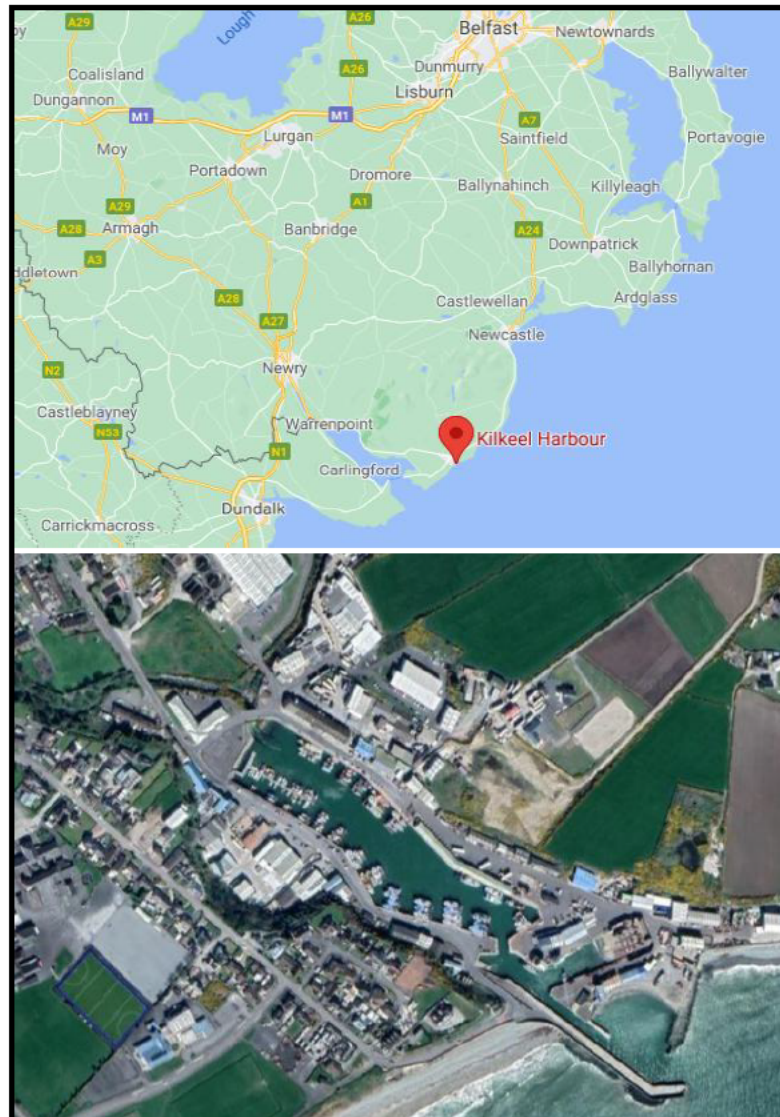 A29
A26
Belfast
Newtownards
Lough
Coalisland
A26
Dunmurry
Ballywalter
Dungannon
Lisburn
M1
M1
A7
Moy
Lurgan
Saintfield
Portavogie
Portadown
Dromore
Ballynahinch
Killyleagh
A29
A1
A28
Armagh
Banbridge
A24
Downpatrick
A3
ddletown
Ballyhornan
A28
Castlewellan
Ardglass
A27
Newcastle
N2
Newry
Castleblayney
Warrenpoint
N53
Kilkeel Harbour
N1
Carlingford
Dundalk
Carrickmacross